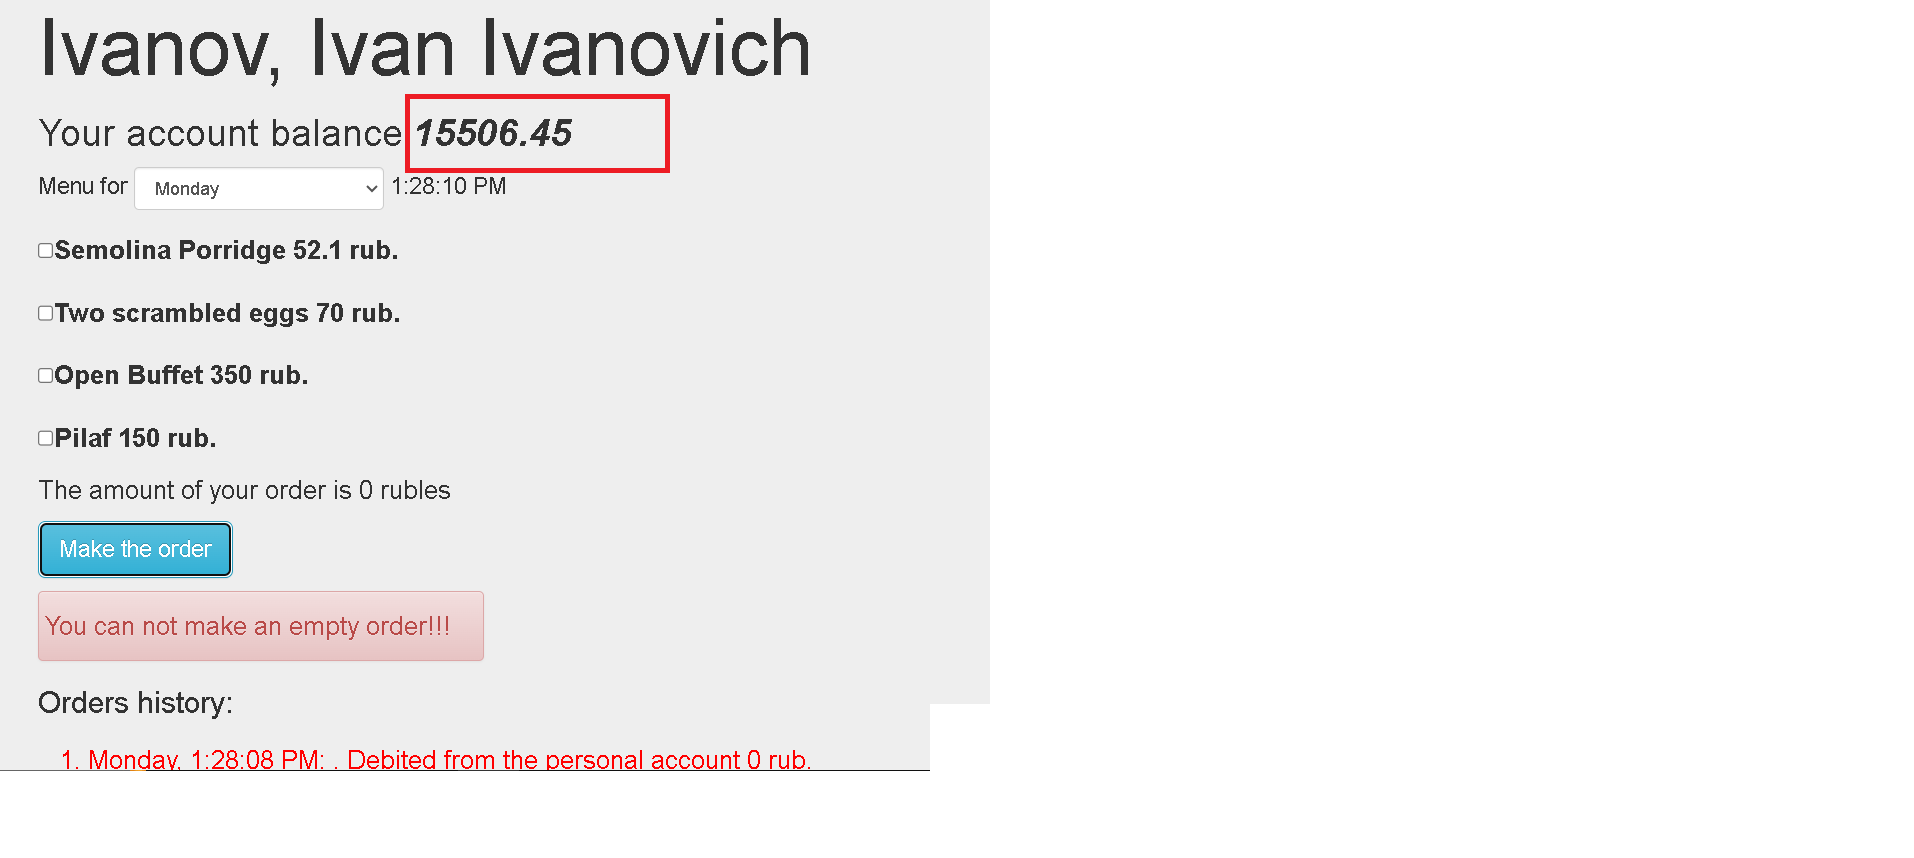 Ivanov, Ivan Ivanovich
Your account balance 15506.45
Menu for Monday 1:28:10 PM
Semolina Porridge 52.1 rub.
Two scrambled eggs 70 rub.
Open Buffet 350 rub.
Pilaf 150 rub.
The amount of your order is 0 rubles
Make the order
You can not make an empty order!!!
Orders history:
1. Monday, 1:28:08 PM: . Debited from the personal account 0 rub.